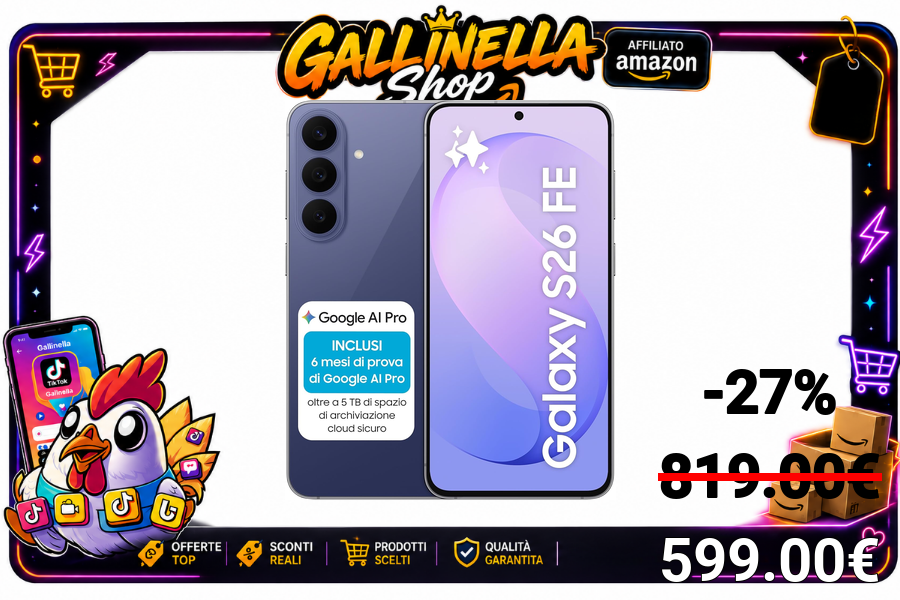 GALLINELLA
Shop
AFFILIATO
amazon
Galaxy S26 FE
Google AI Pro
INCLUSI
6 mesi di prova
di Google AI Pro
oltre a 5 TB di spazio
di archiviazione
cloud sicuro
Gallinella
TikTok
Gallinella
-27%
819.00€
599.00€
OFFERTE
TOP
SCONTI
REALI
PRODOTTI
SCELTI
QUALITÀ
GARANTITA